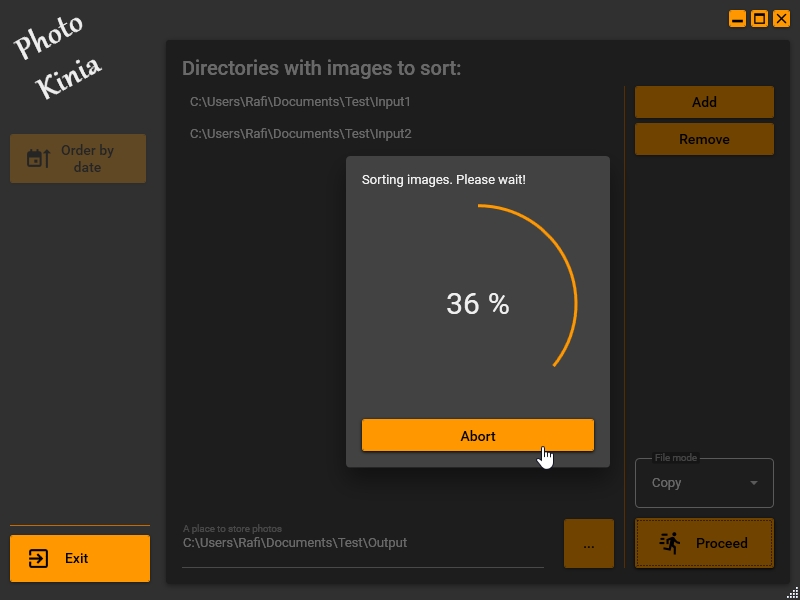 Photo
Kinia
Directories with images to sort:
C:\Users\Rafi\Documents\Test\Input1
C:\Users\Rafi\Documents\Test\Input2
Add
Remove
Order by
date
Sorting images. Please wait!
36 %
Abort
File mode
Copy
A place to store photos
C:\Users\Rafi\Documents\Test\Output
...
Proceed
Exit